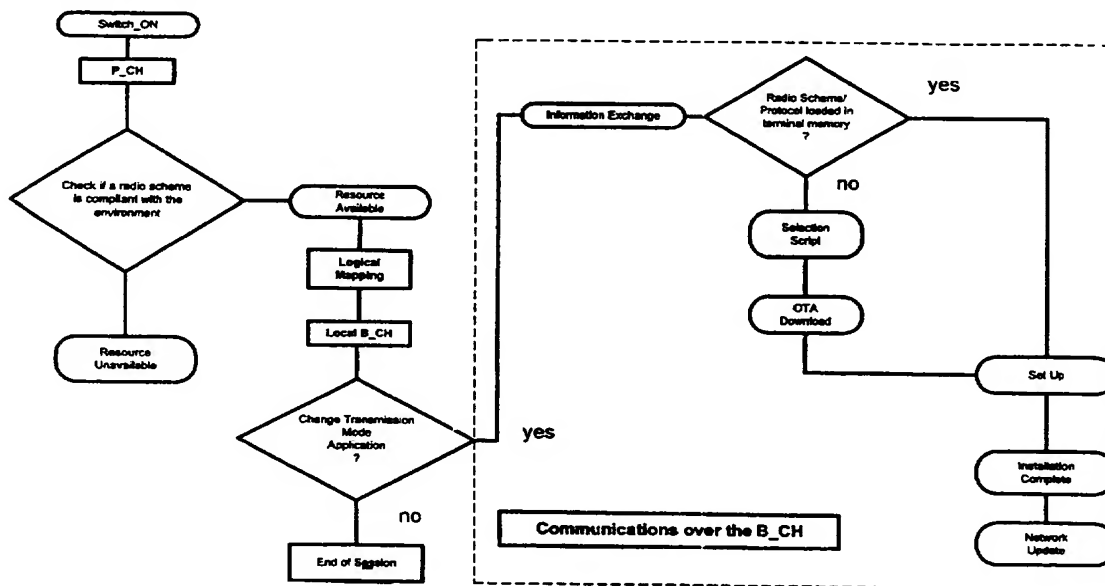 Switch_ON
P_CH
Check if a radio scheme
is compliant with the
environment
Resource
Unavailable
Resource
Available
Logical
Mapping
Local B_CH
Change Transmission
Mode
Application
?
yes
no
End of Session
Information Exchange
Radio Scheme/
Protocol loaded in
terminal memory
?
yes
no
Selection
Script
OTA
Download
Set Up
Installation
Complete
Network
Update
Communications over the B_CH